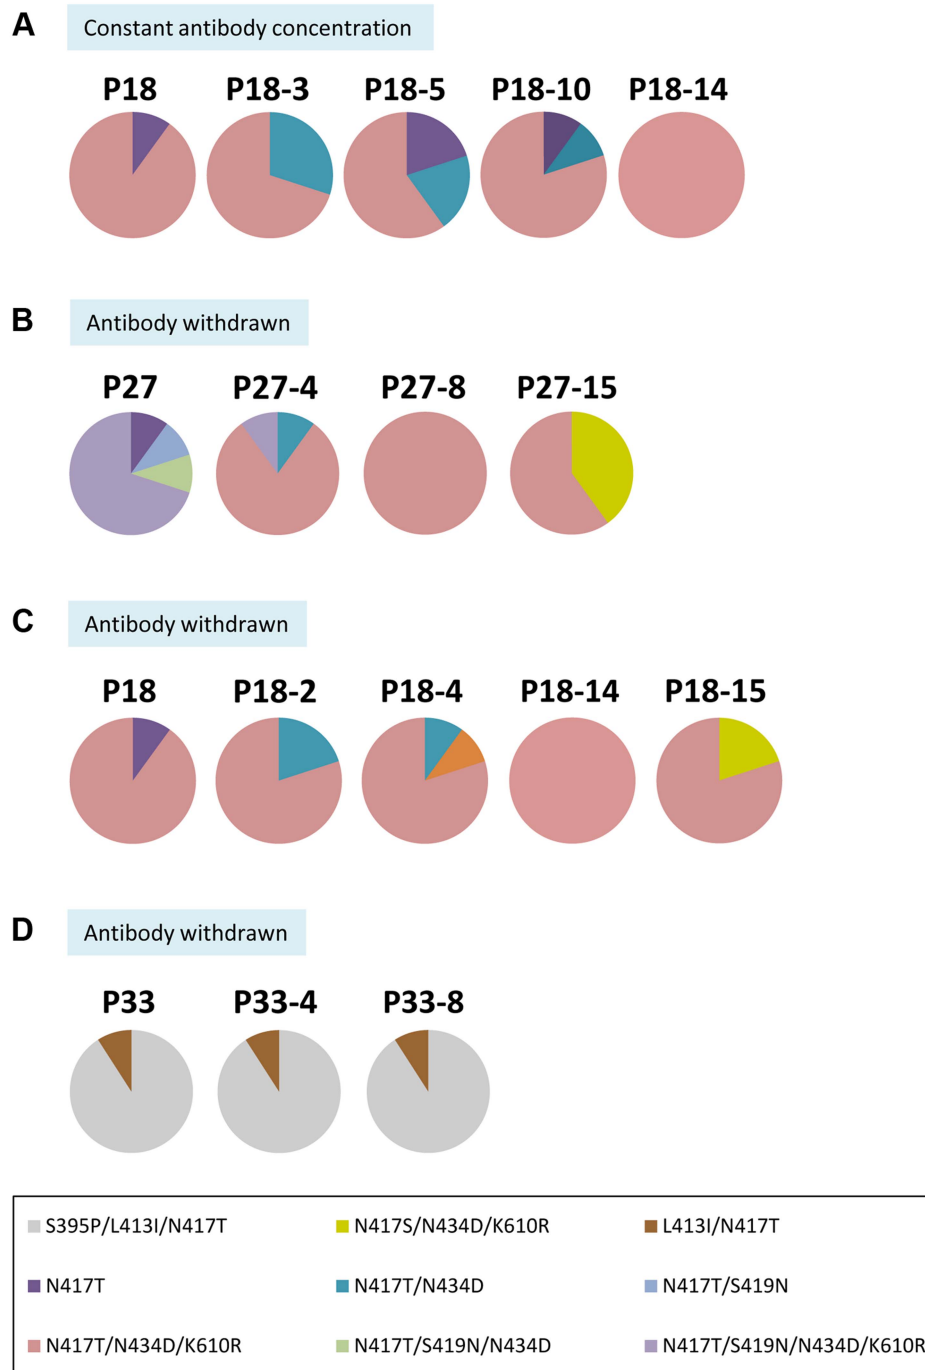 A
Constant antibody concentration
P18 P18-3 P18-5 P18-10 P18-14
B
Antibody withdrawn
P27 P27-4 P27-8 P27-15
C
Antibody withdrawn
P18 P18-2 P18-4 P18-14 P18-15
D
Antibody withdrawn
P33 P33-4 P33-8
S395P/L413I/N417T N417S/N434D/K610R L413I/N417T
N417T N417T/N434D N417T/S419N
N417T/N434D/K610R N417T/S419N/N434D N417T/S419N/N434D/K610R